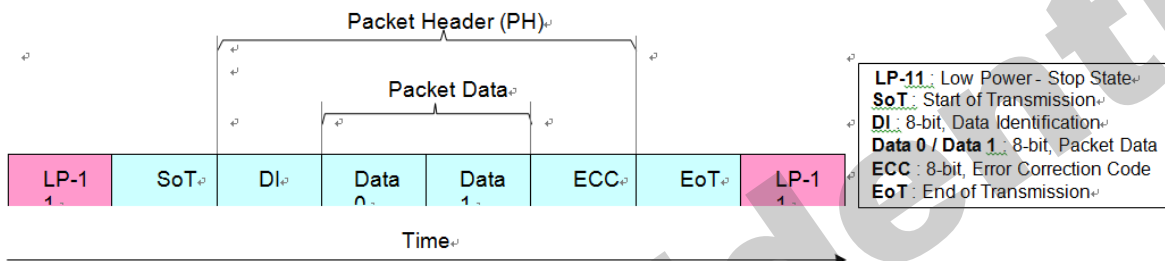 Packet Header (PH)
Packet Data
LP-11 : Low Power - Stop State
SoT : Start of Transmission
DI : 8-bit, Data Identification
Data 0 / Data 1 : 8-bit, Packet Data
ECC : 8-bit, Error Correction Code
EoT : End of Transmission
LP-1 SoT DI Data Data ECC EoT LP-1
1 0 1 1
Time